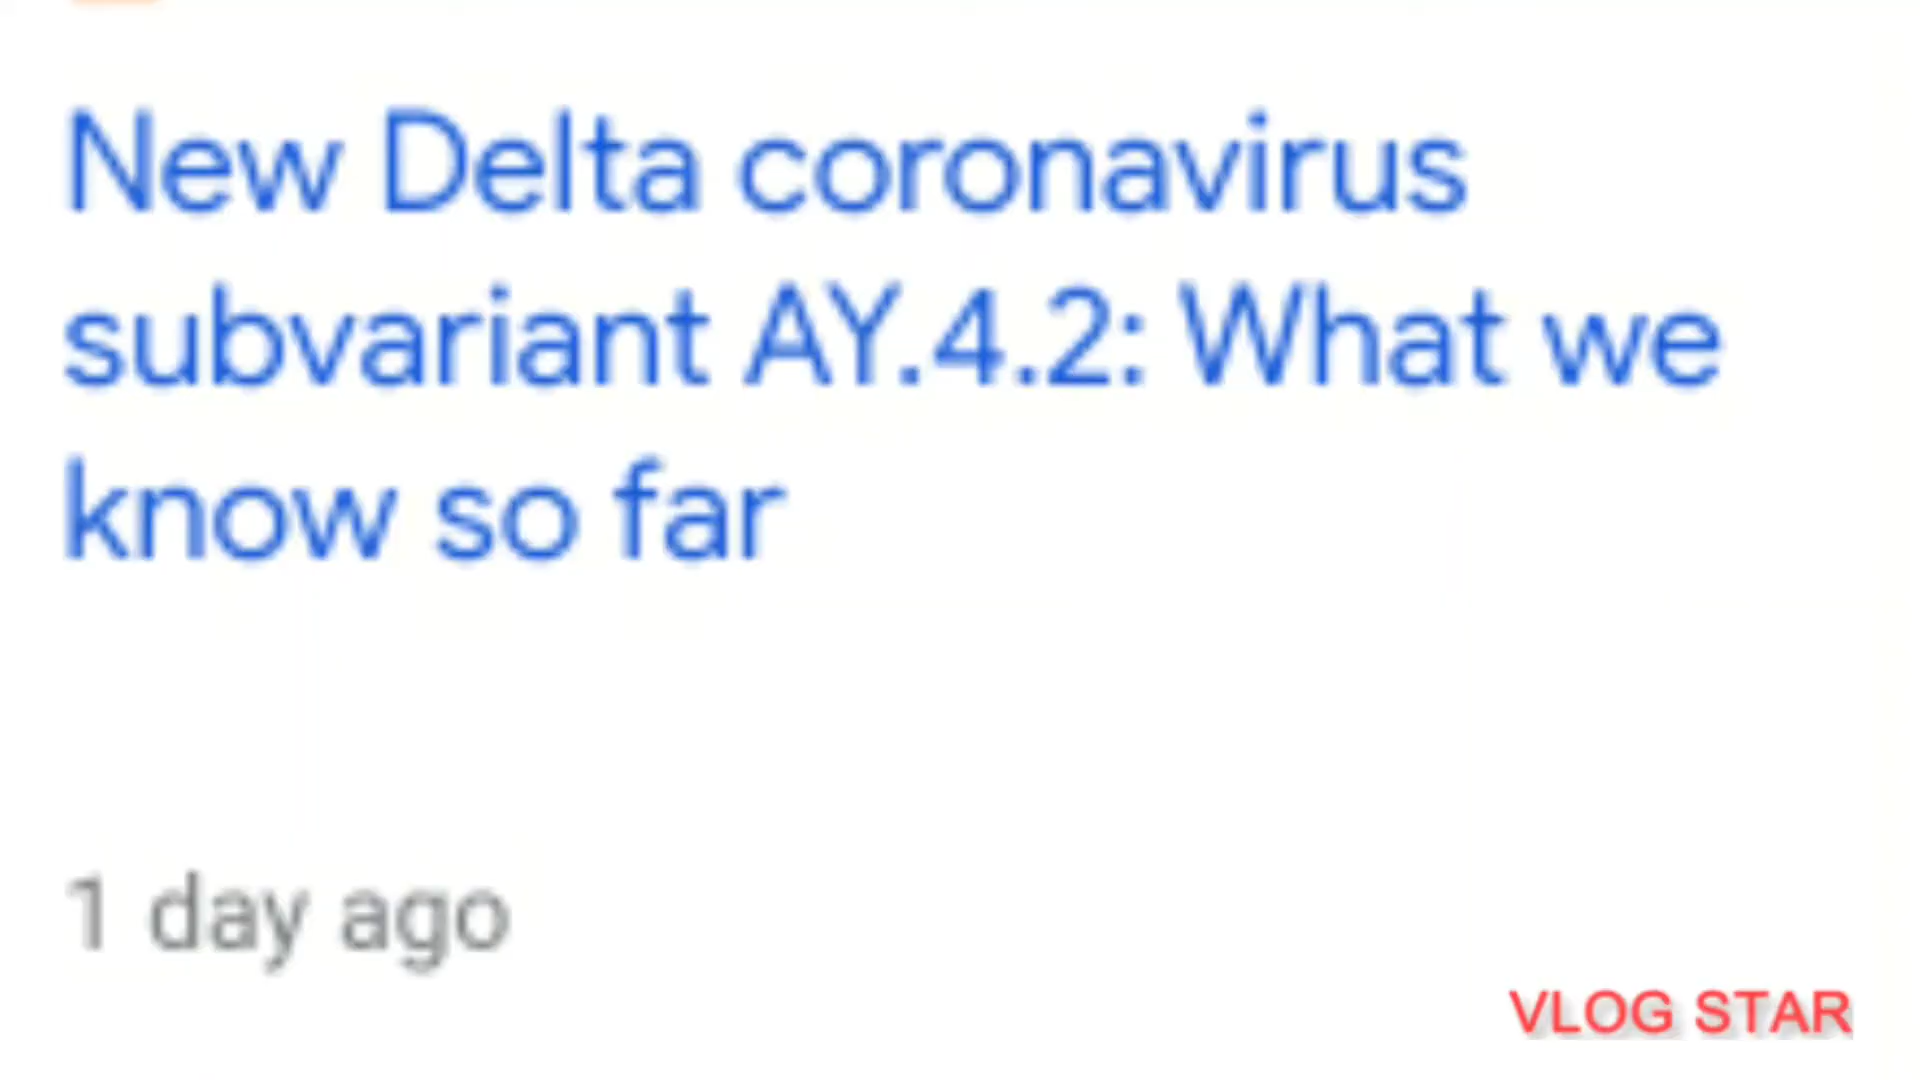 New Delta coronavirus
subvariant AY.4.2: What we
know so far
1 day ago
VLOG STAR